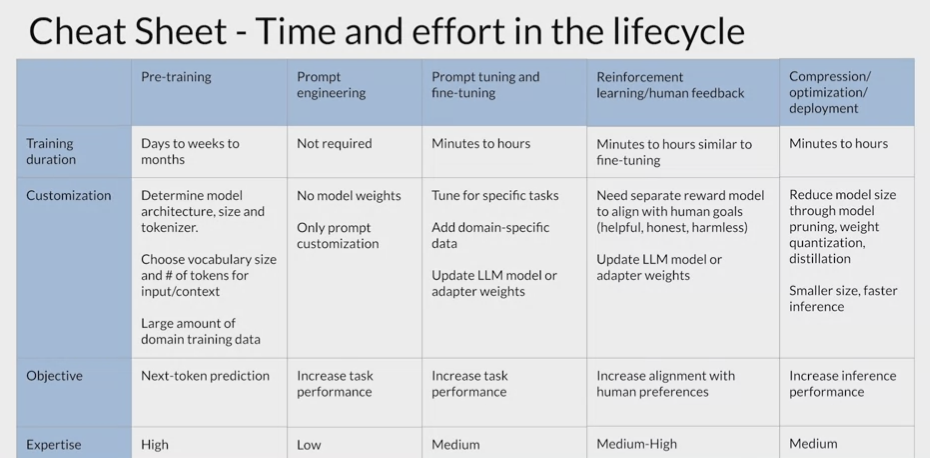 Cheat Sheet - Time and effort in the lifecycle
Pre-training
Prompt
engineering
Prompt tuning and
fine-tuning
Reinforcement
learning/human feedback
Compression/
optimization/
deployment
Training
duration
Days to weeks to
months
Not required
Minutes to hours
Minutes to hours similar to
fine-tuning
Minutes to hours
Customization
Determine model
architecture, size and
tokenizer.
Choose vocabulary size
and # of tokens for
input/context
Large amount of
domain training data
No model weights
Only prompt
customization
Tune for specific tasks
Add domain-specific
data
Update LLM model or
adapter weights
Need separate reward model
to align with human goals
(helpful, honest, harmless)
Update LLM model or
adapter weights
Reduce model size
through model
pruning, weight
quantization,
distillation
Smaller size, faster
inference
Objective
Next-token prediction
Increase task
performance
Increase task
performance
Increase alignment with
human preferences
Increase inference
performance
Expertise
High
Low
Medium
Medium-High
Medium